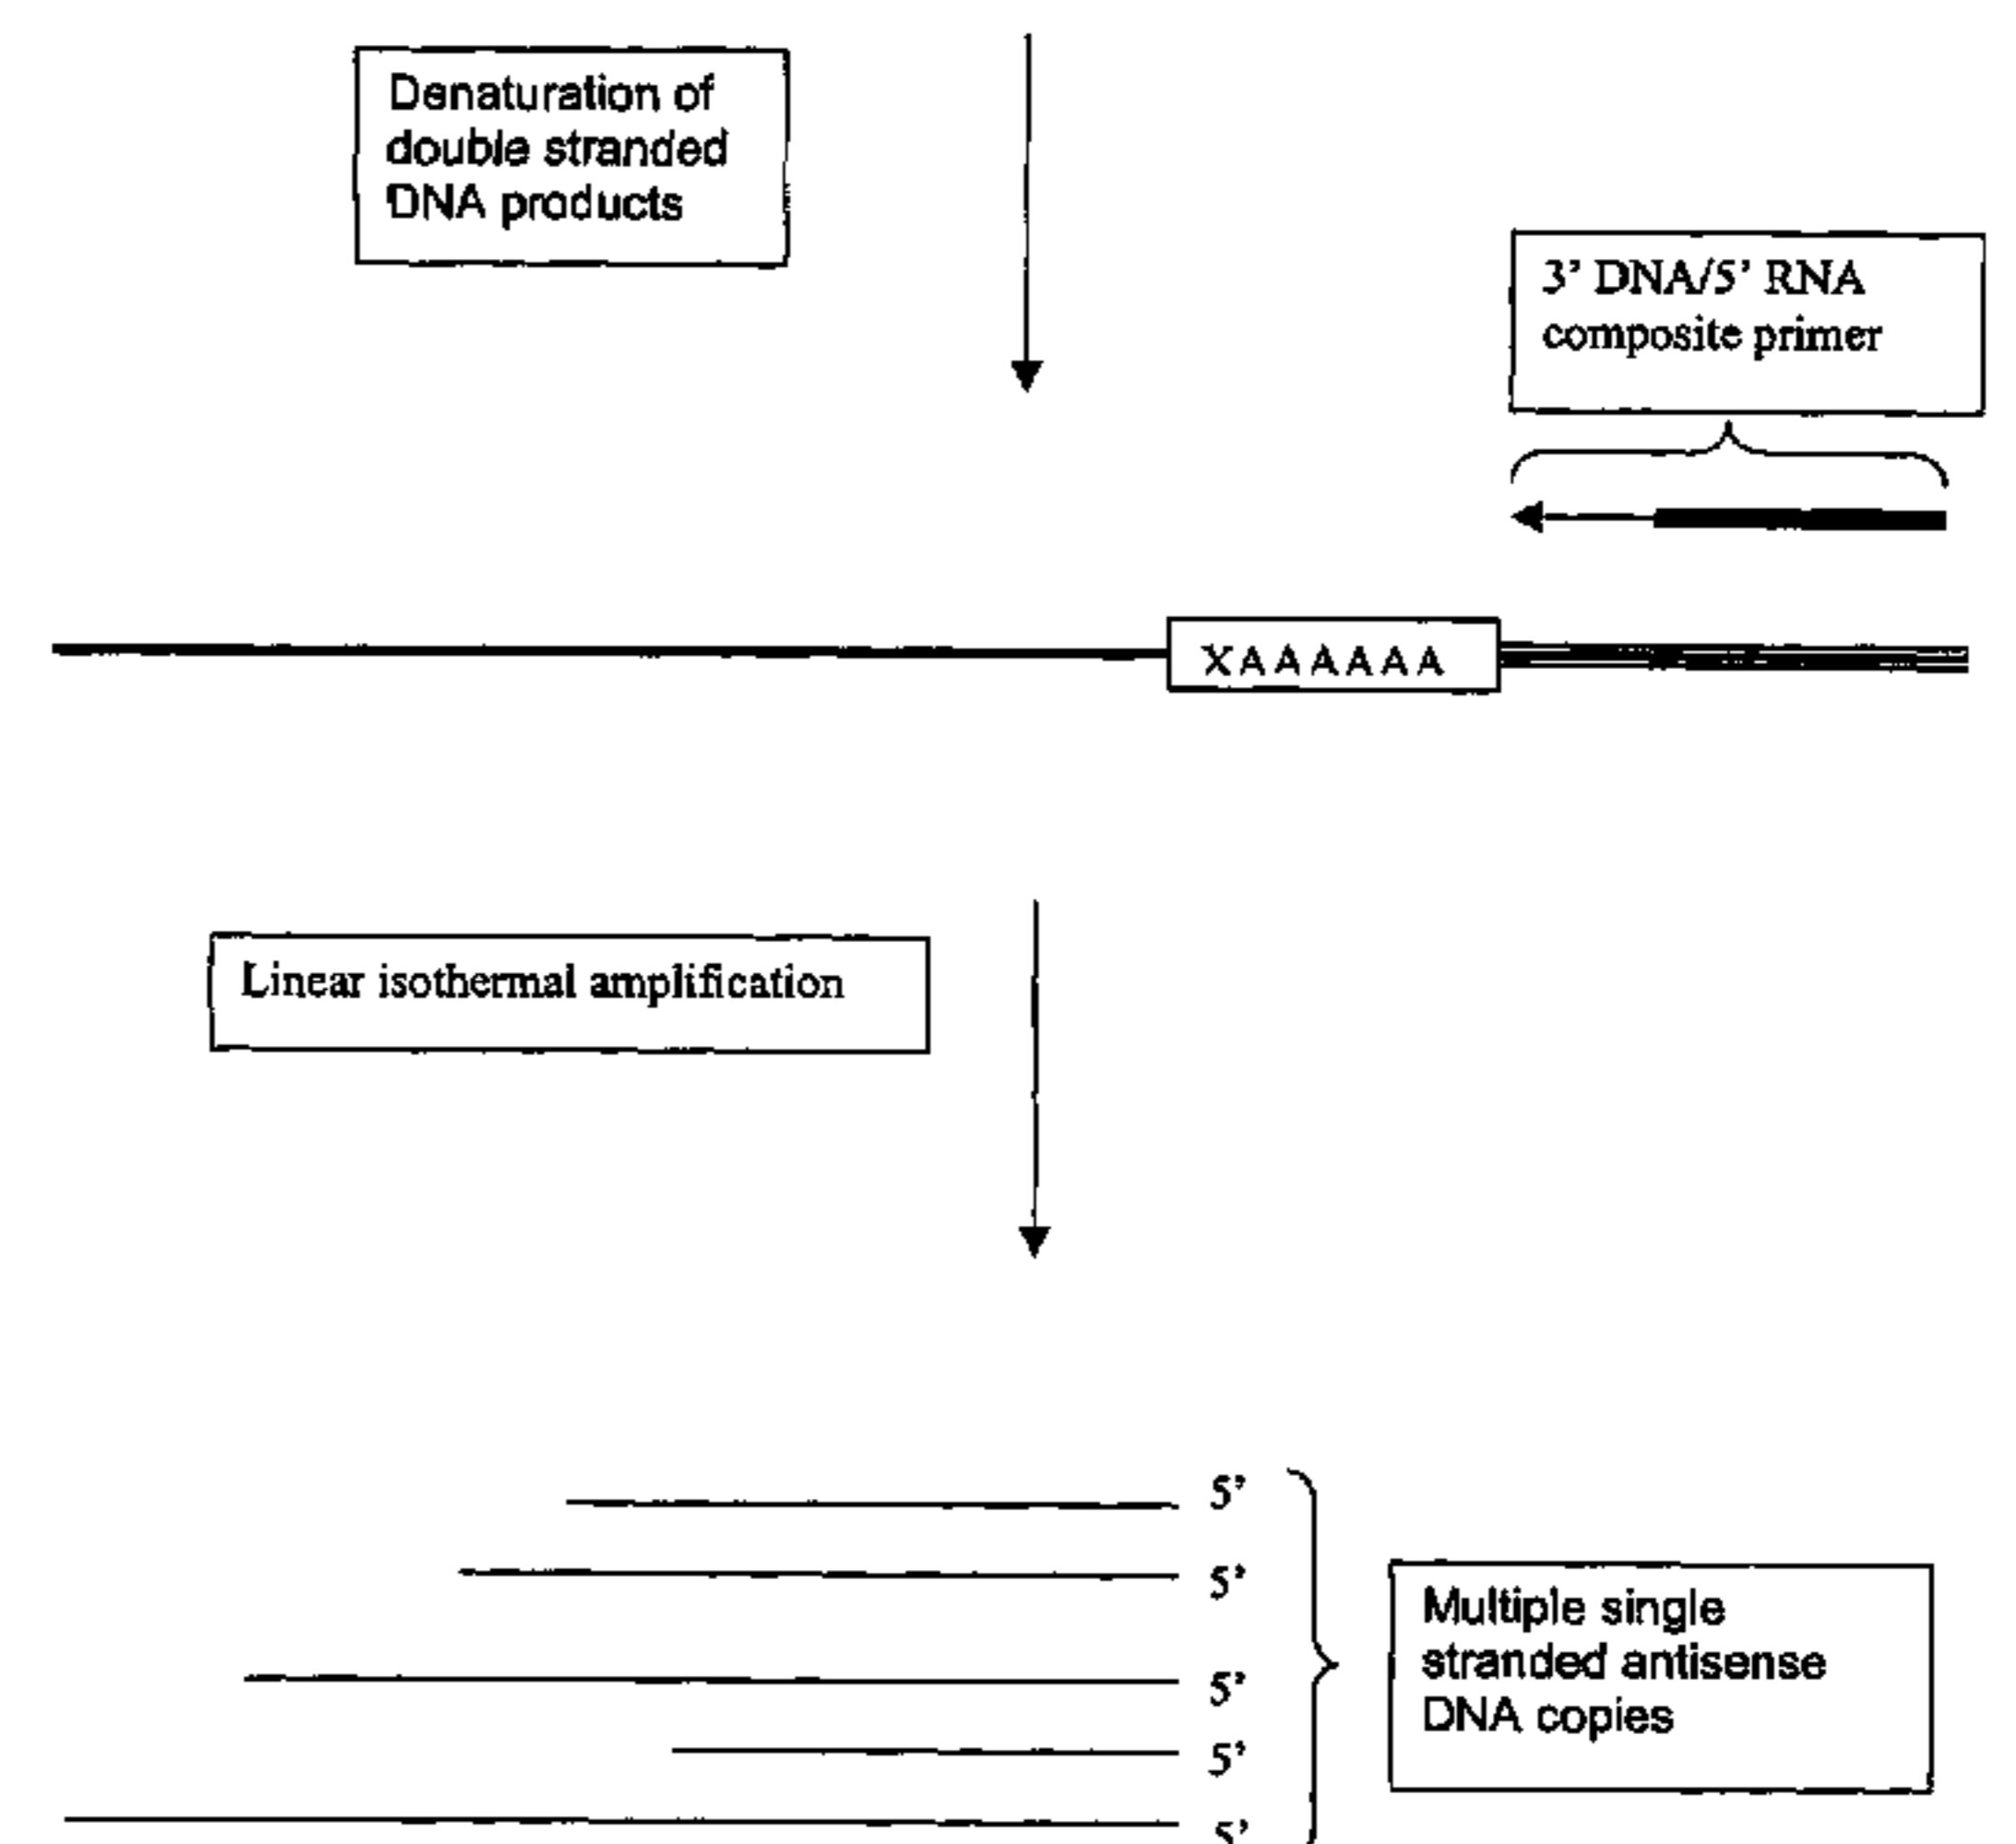 Denaturation of
double stranded
DNA products
3' DNA/5' RNA
composite primer
XAAAAAA
Linear isothermal amplification
5'
5'
5'
5'
5'
Multiple single
stranded antisense
DNA copies